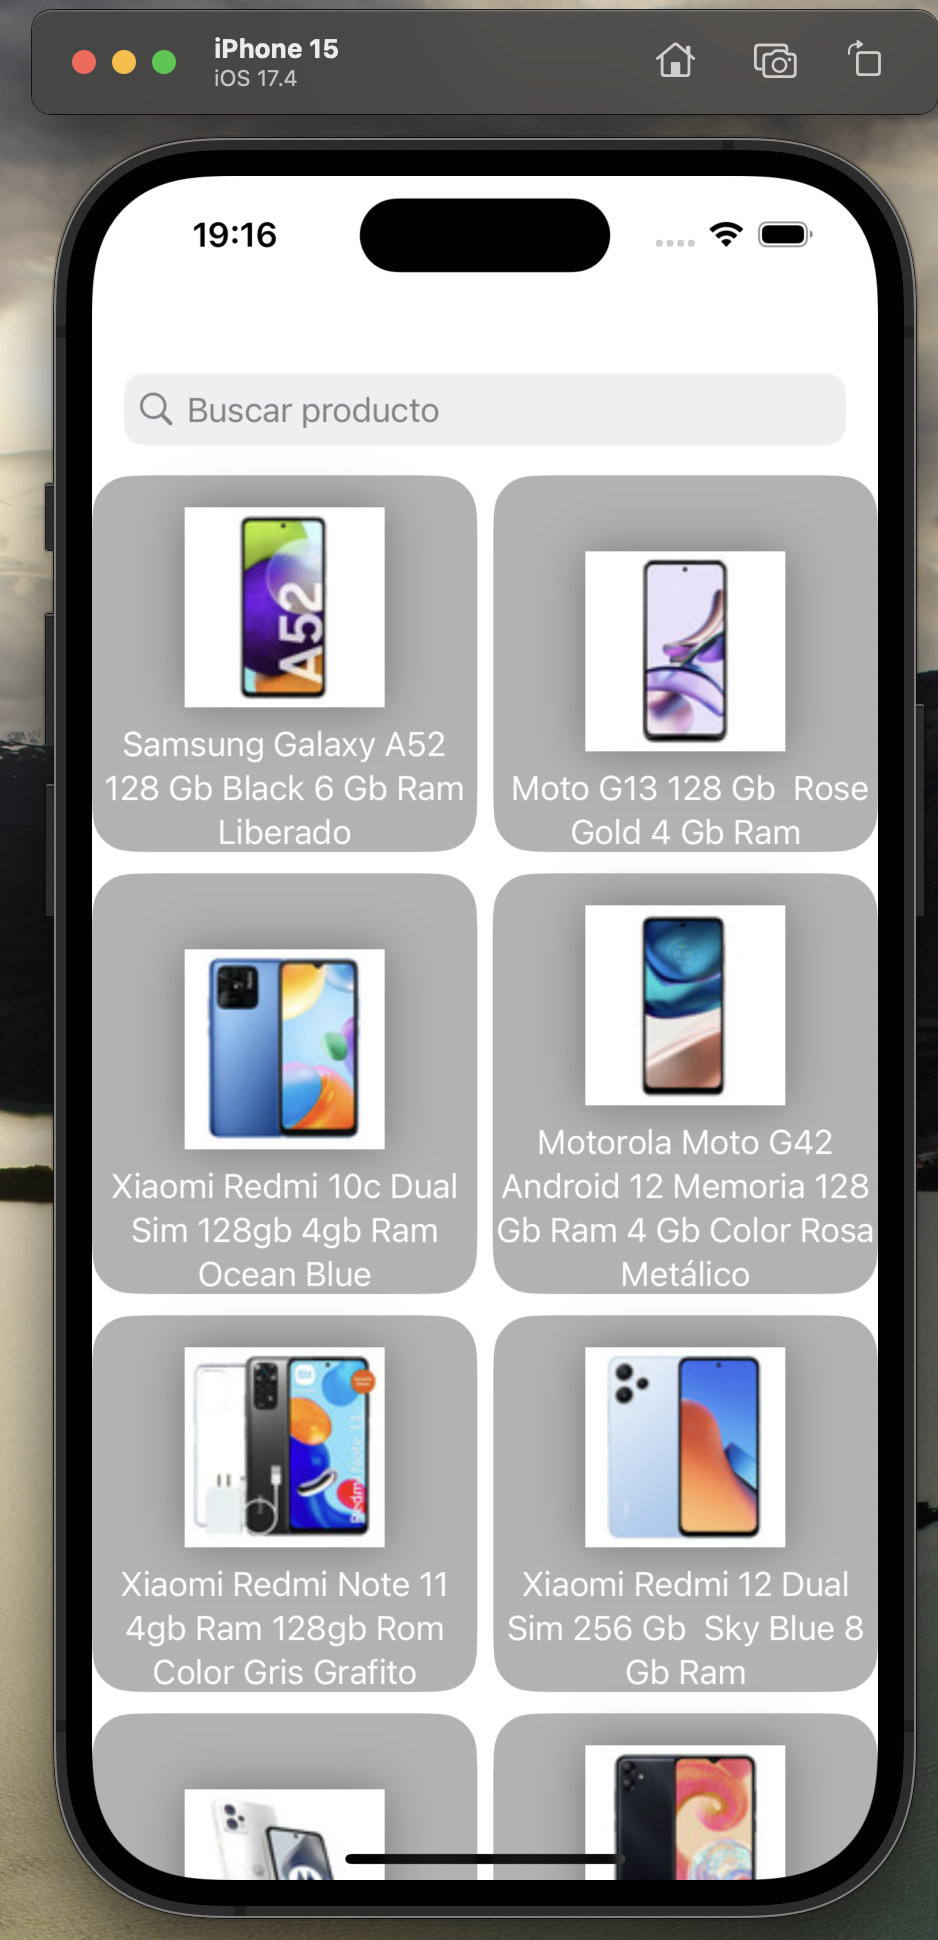 iPhone 15
iOS 17.4
19:16
Buscar producto
A52
Samsung Galaxy A52
128 Gb Black 6 Gb Ram
Liberado
Moto G13 128 Gb  Rose
Gold 4 Gb Ram
Xiaomi Redmi 10c Dual
Sim 128gb 4gb Ram
Ocean Blue
Motorola Moto G42
Android 12 Memoria 128
Gb Ram 4 Gb Color Rosa
Metálico
Redmi Note 11
Xiaomi Redmi Note 11
4gb Ram 128gb Rom
Color Gris Grafito
Xiaomi Redmi 12 Dual
Sim 256 Gb  Sky Blue 8
Gb Ram